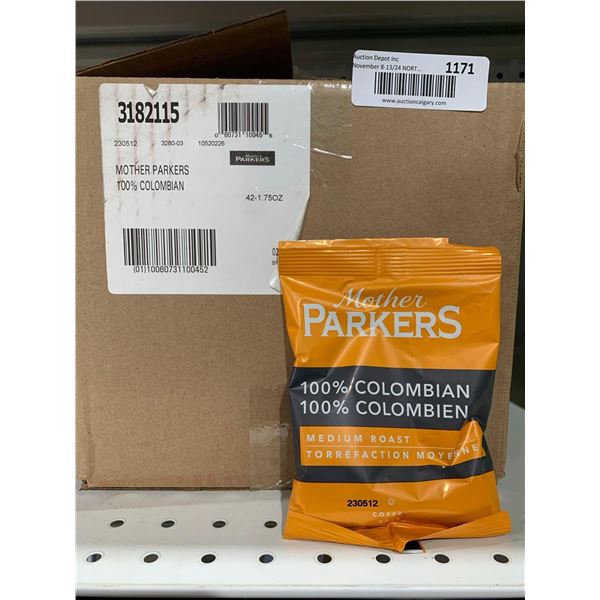 Auction Depot Inc
November 8-13/24 NORT...
1171
www.auctioncalgary.com
3182115
0 60731 10045 5
230512 3280-03 10520226
Mother PARKERS
MOTHER PARKERS
100% COLOMBIAN
42-1.75OZ
(01)10060731100452
Mother
PARKERS
100% COLOMBIAN
100% COLOMBIEN
MEDIUM ROAST
TORRÉFACTION MOYENNE
230512